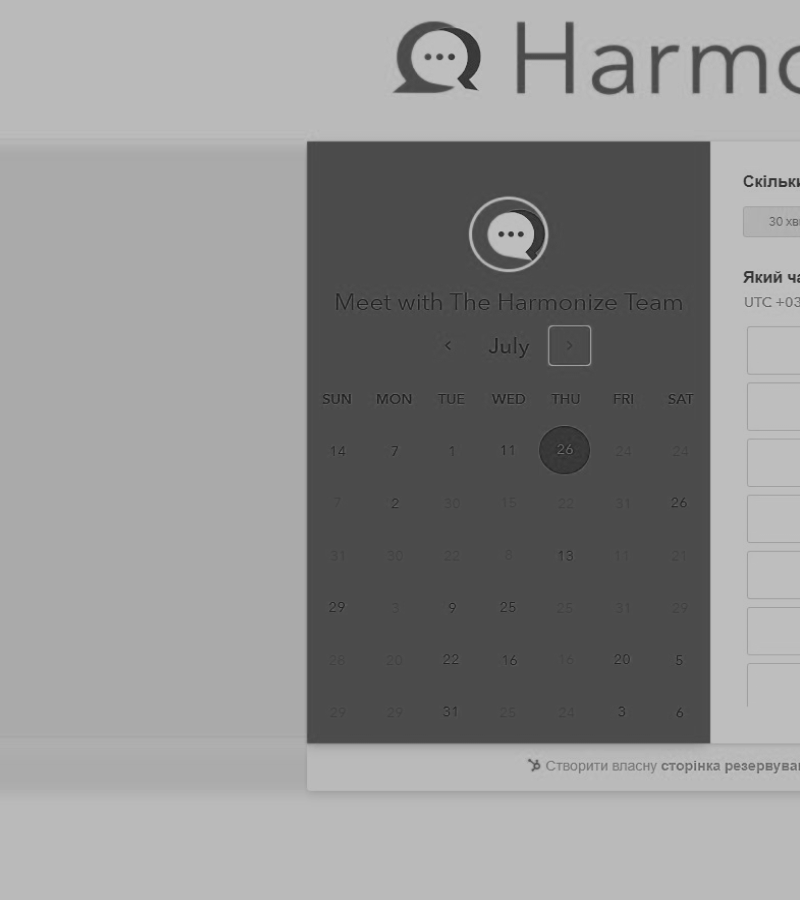 Harmo
Meet with The Harmonize Team
‹ July ›
SUN MON TUE WED THU FRI SAT
14 7 1 11 26 24 24
7 2 30 15 22 31 26
31 30 22 8 13 11 21
29 3 9 25 25 31 29
28 20 22 16 16 20 5
29 29 31 25 24 3 6
Скільки
30 хв
Який ча
UTC +03
Створити власну сторінка резервува